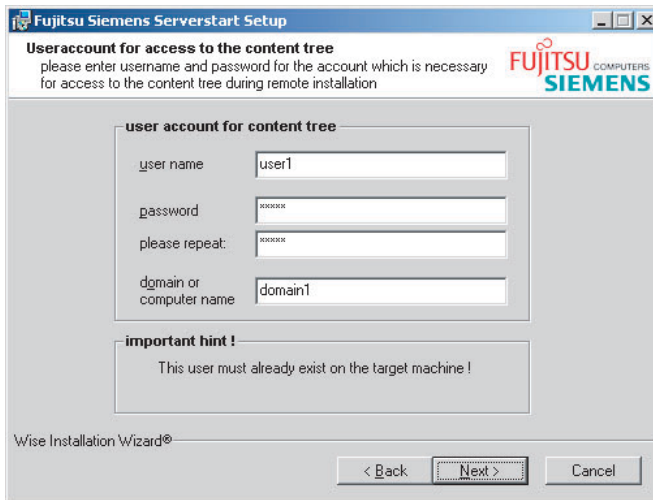 Fujitsu Siemens Serverstart Setup
Useraccount for access to the content tree
please enter username and password for the account which is necessary
for access to the content tree during remote installation
FUJITSU COMPUTERS
SIEMENS
user account for content tree
user name
user1
password
*****
please repeat:
*****
domain or
computer name
domain1
important hint !
This user must already exist on the target machine !
Wise Installation Wizard®
< Back
Next >
Cancel